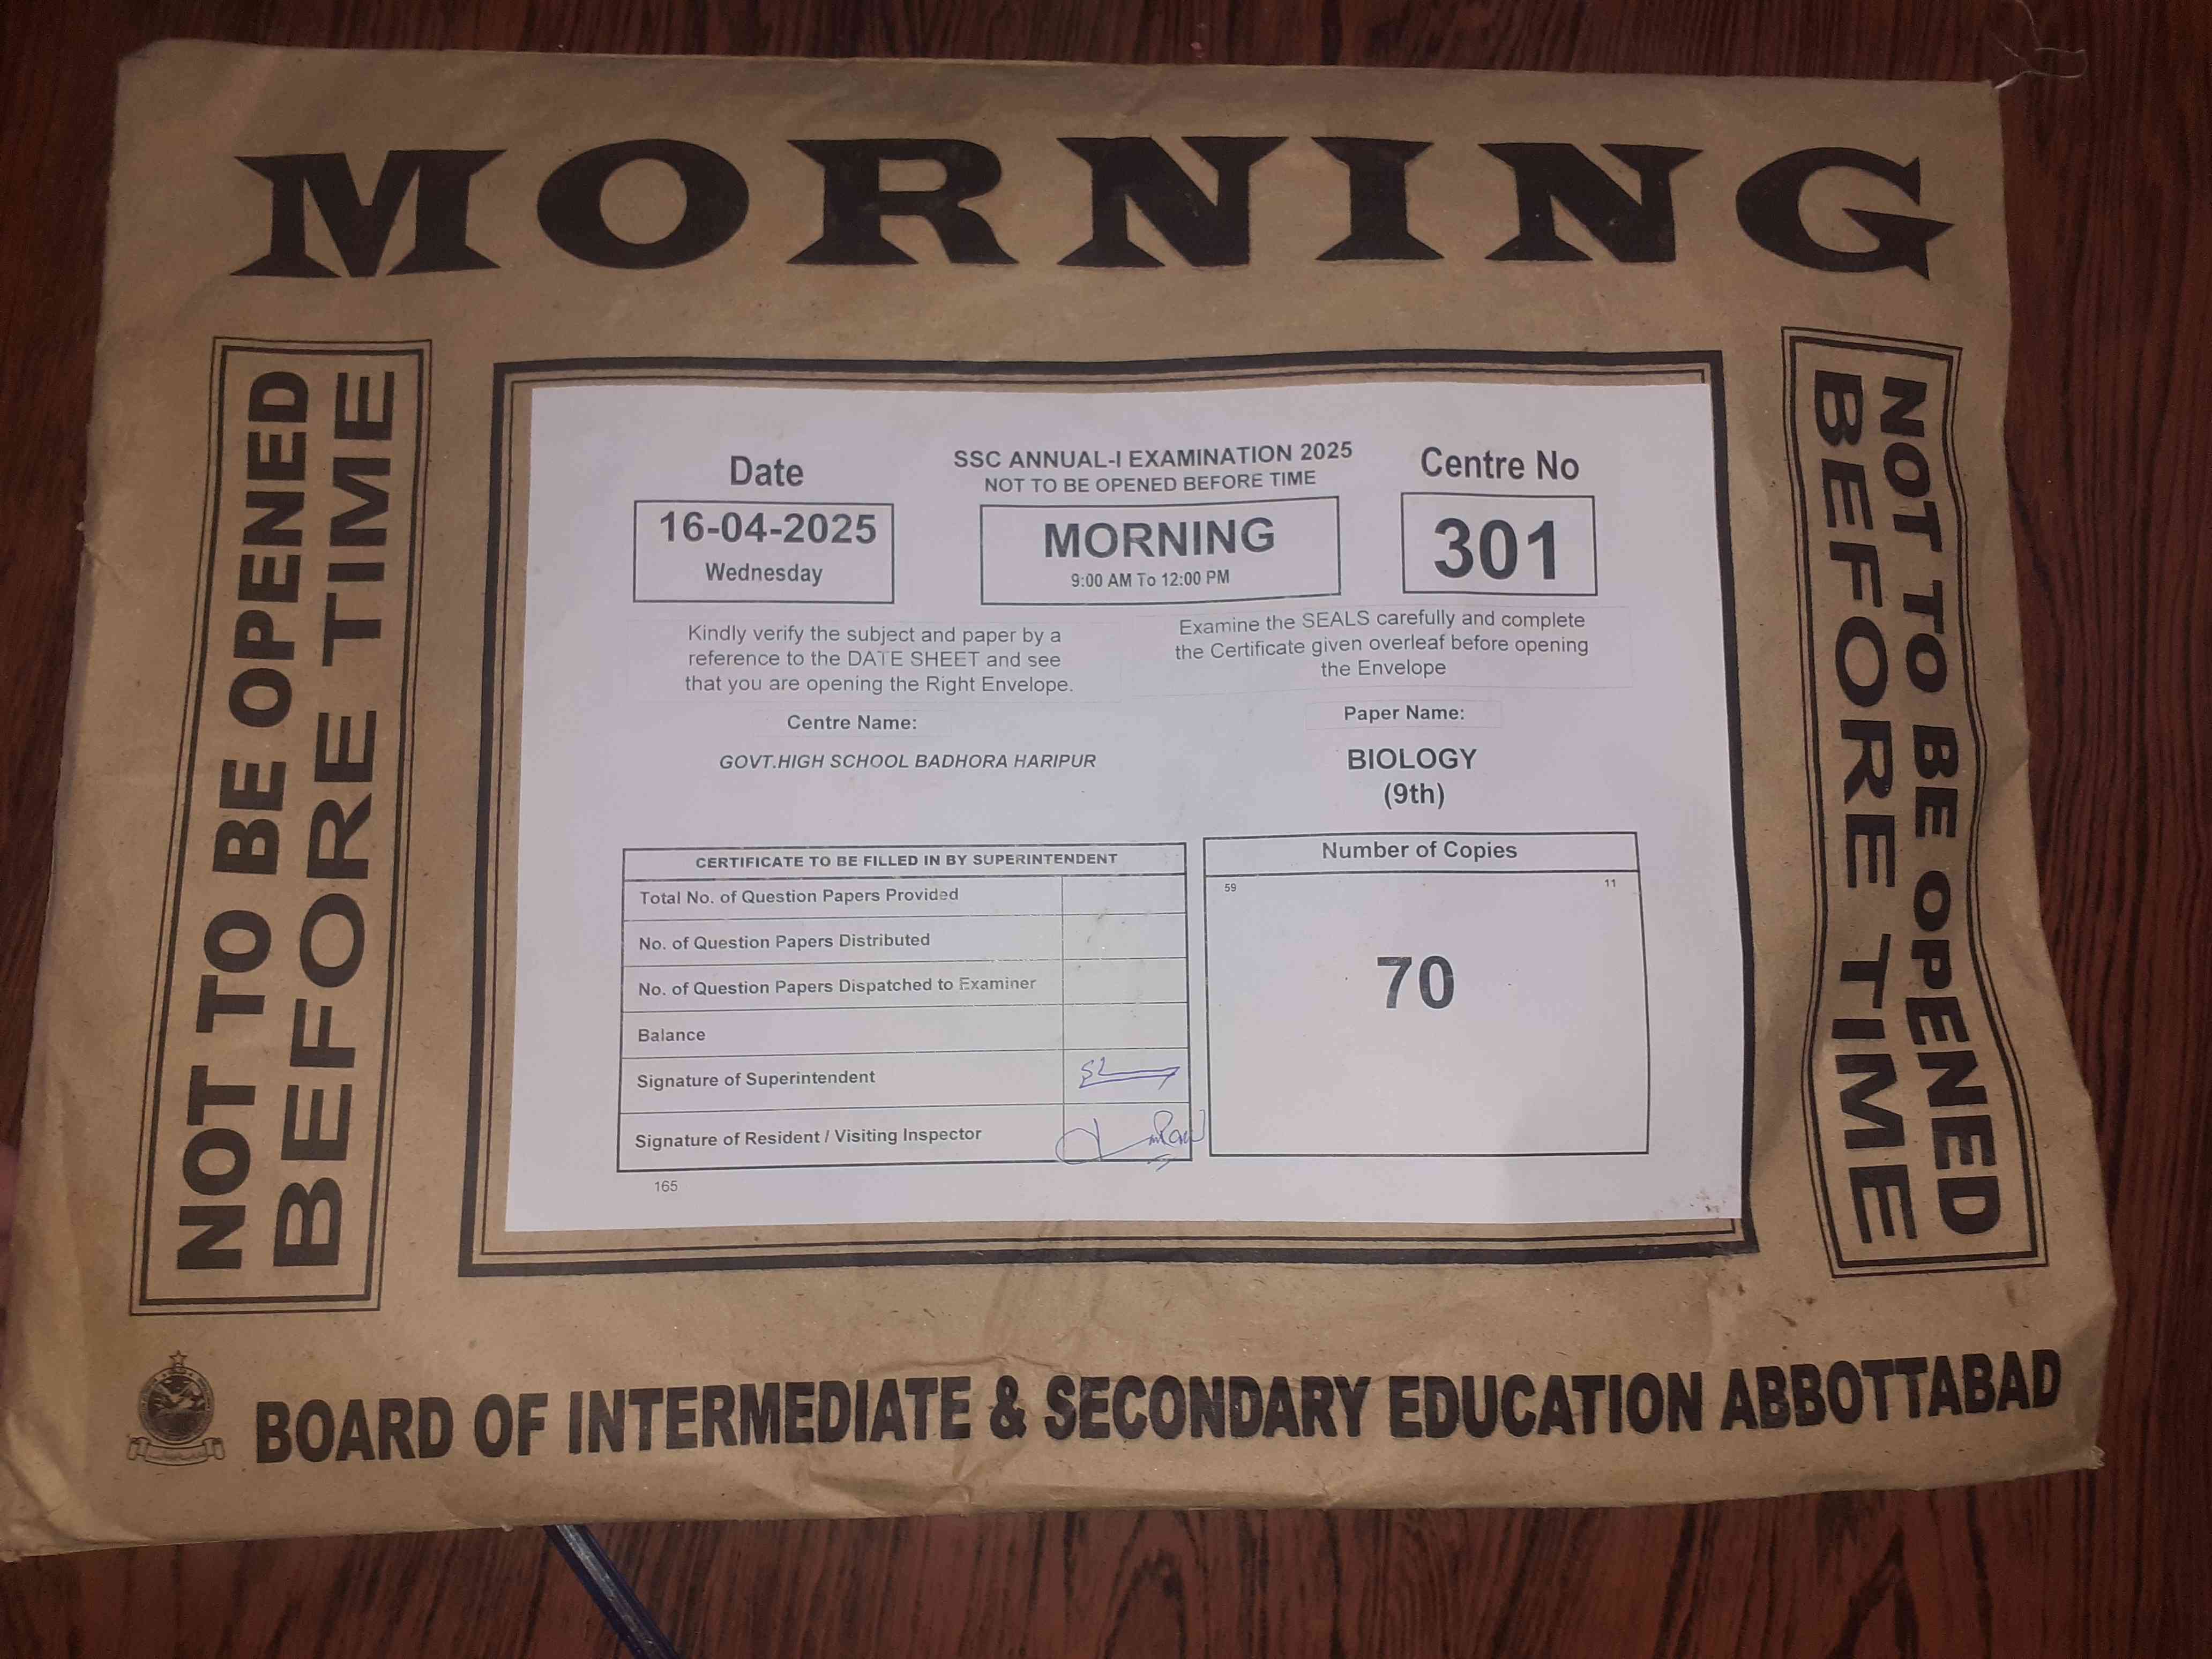 MORNING
NOT TO BE OPENED
BEFORE TIME
Date
16-04-2025
Wednesday
SSC ANNUAL-I EXAMINATION 2025
NOT TO BE OPENED BEFORE TIME
MORNING
9:00 AM To 12:00 PM
Centre No
301
Kindly verify the subject and paper by a
reference to the DATE SHEET and see
that you are opening the Right Envelope.
Examine the SEALS carefully and complete
the Certificate given overleaf before opening
the Envelope
Centre Name:
GOVT.HIGH SCHOOL BADHORA HARIPUR
Paper Name:
BIOLOGY
(9th)
CERTIFICATE TO BE FILLED IN BY SUPERINTENDENT
Total No. of Question Papers Provided
No. of Question Papers Distributed
No. of Question Papers Dispatched to Examiner
Balance
Signature of Superintendent
Signature of Resident / Visiting Inspector
165
Number of Copies
59 11
70
NOT TO BE OPENED
BEFORE TIME
BOARD OF INTERMEDIATE & SECONDARY EDUCATION ABBOTTABAD